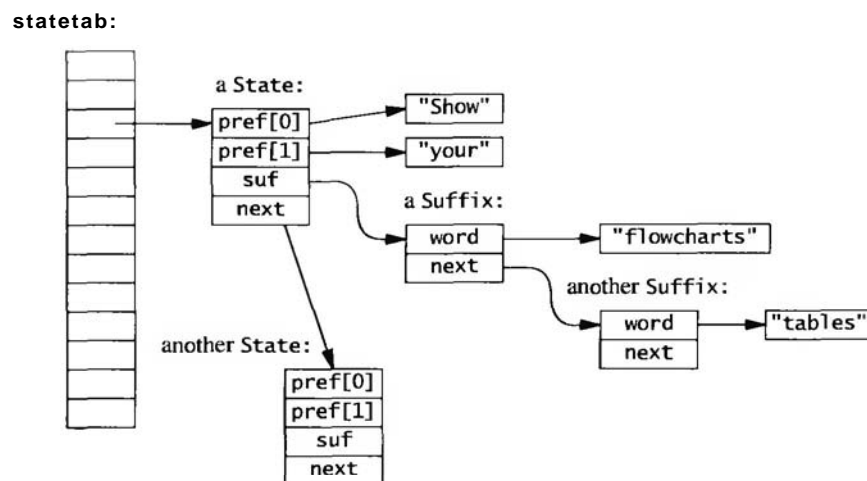 statetab:
a State:
pref[0]
"Show"
pref[1]
"your"
suf
next
a Suffix:
word
"flowcharts"
next
another Suffix:
word
"tables"
next
another State:
pref[0]
pref[1]
suf
next